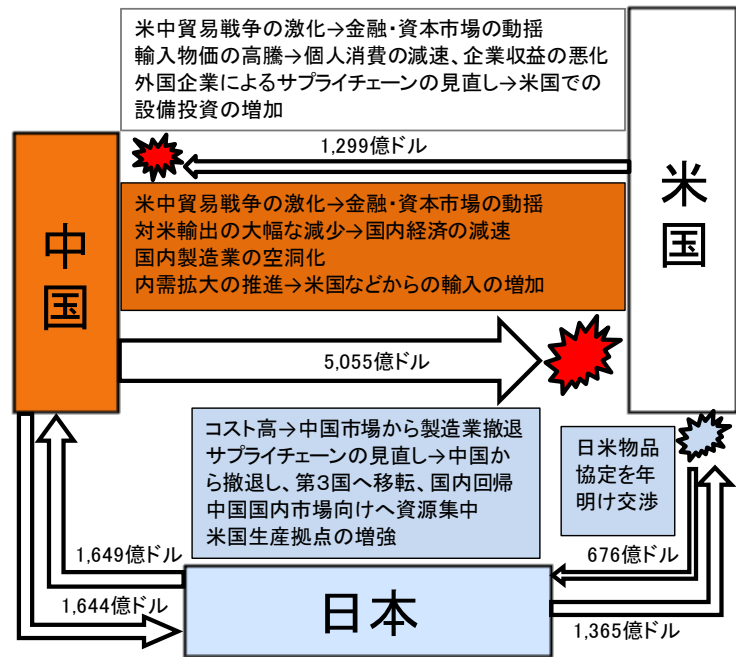 米中貿易戦争の激化→金融・資本市場の動揺
輸入物価の高騰→個人消費の減速、企業収益の悪化
外国企業によるサプライチェーンの見直し→米国での
設備投資の増加
1,299億ドル
米国
中国
米中貿易戦争の激化→金融・資本市場の動揺
対米輸出の大幅な減少→国内経済の減速
国内製造業の空洞化
内需拡大の推進→米国などからの輸入の増加
5,055億ドル
コスト高→中国市場から製造業撤退
サプライチェーンの見直し→中国か
ら撤退し、第3国へ移転、国内回帰
中国国内市場向けへ資源集中
米国生産拠点の増強
日米物品
協定を年
明け交渉
1,649億ドル
676億ドル
1,644億ドル
日本
1,365億ドル